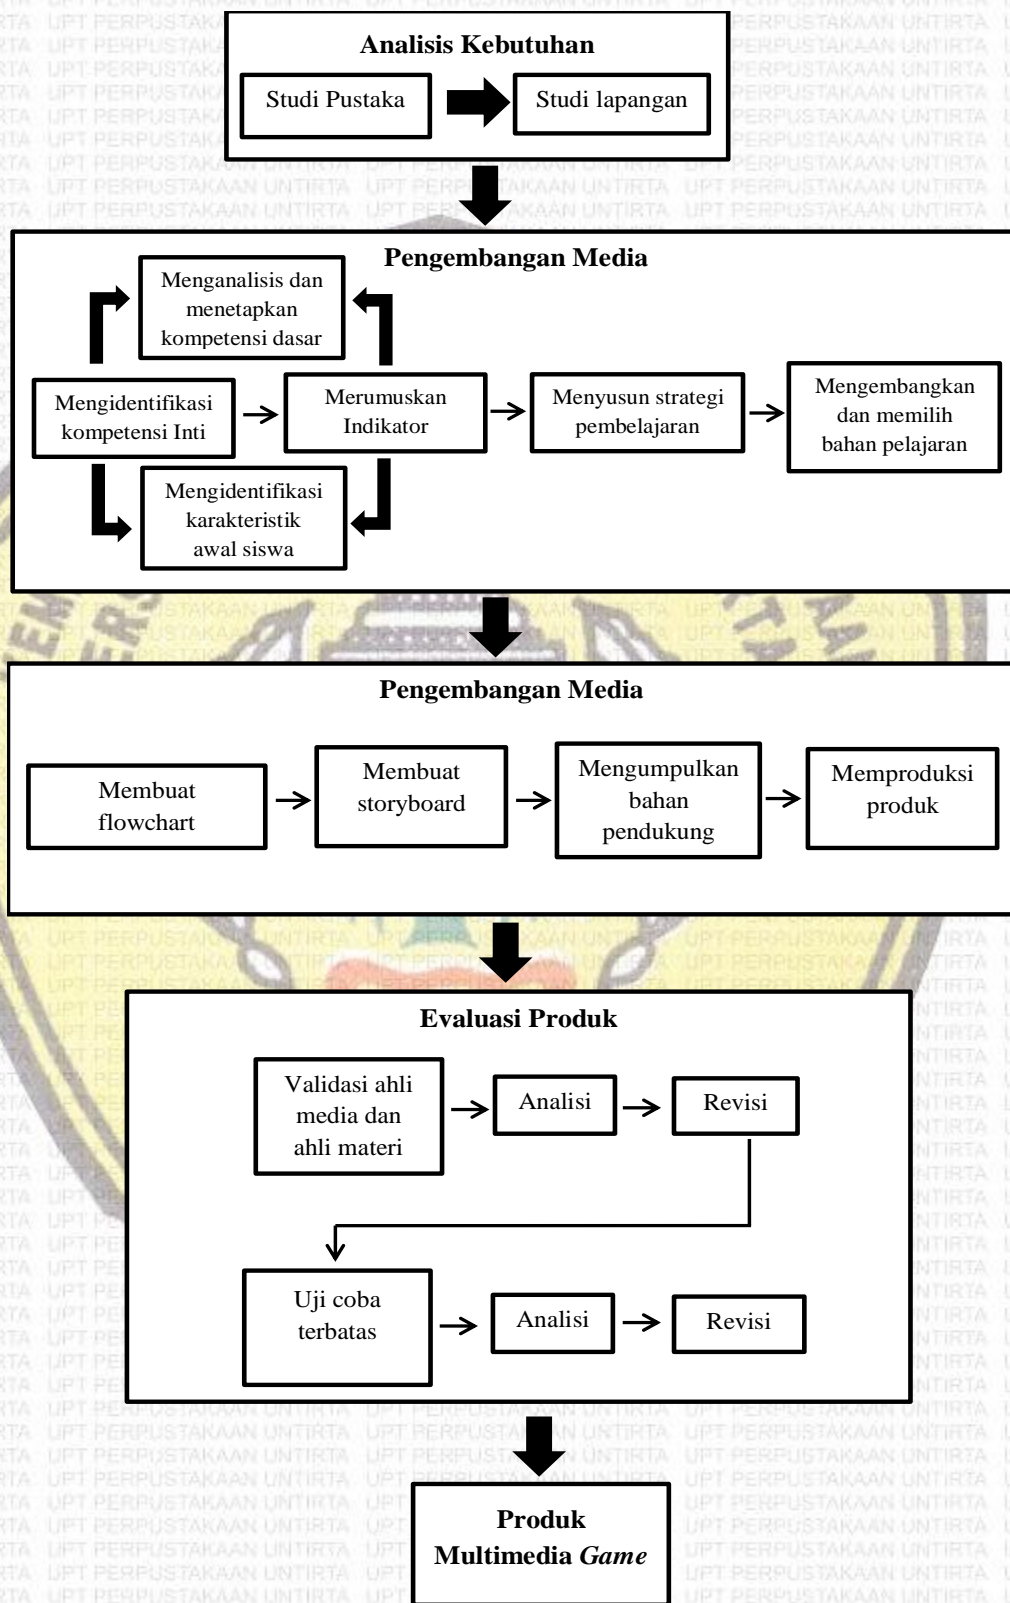 Analisis Kebutuhan
Studi Pustaka
Studi lapangan
Pengembangan Media
Menganalisis dan
menetapkan
kompetensi dasar
Mengidentifikasi
kompetensi Inti
Merumuskan
Indikator
Menyusun strategi
pembelajaran
Mengembangkan
dan memilih
bahan pelajaran
Mengidentifikasi
karakteristik
awal siswa
Pengembangan Media
Membuat
flowchart
Membuat
storyboard
Mengumpulkan
bahan
pendukung
Memproduksi
produk
Evaluasi Produk
Validasi ahli
media dan
ahli materi
Analisi
Revisi
Uji coba
terbatas
Analisi
Revisi
Produk
Multimedia Game